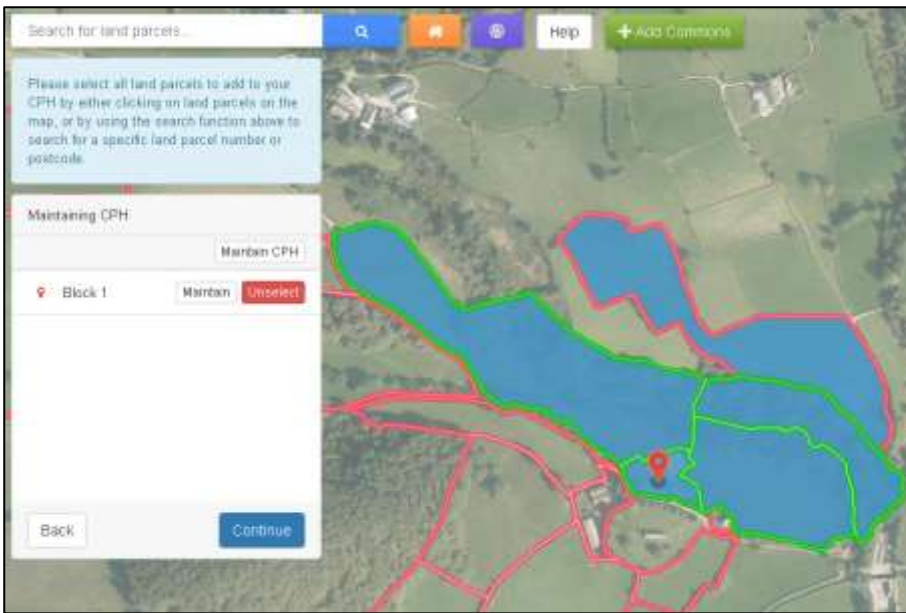 Search for land parcels...
Help
+ Add Commons
Please select all land parcels to add to your
CPH by either clicking on land parcels on the
map, or by using the search function above to
search for a specific land parcel number or
postcode.
Maintaining CPH
Maintain CPH
Block 1
Maintain
Unselect
Back
Continue